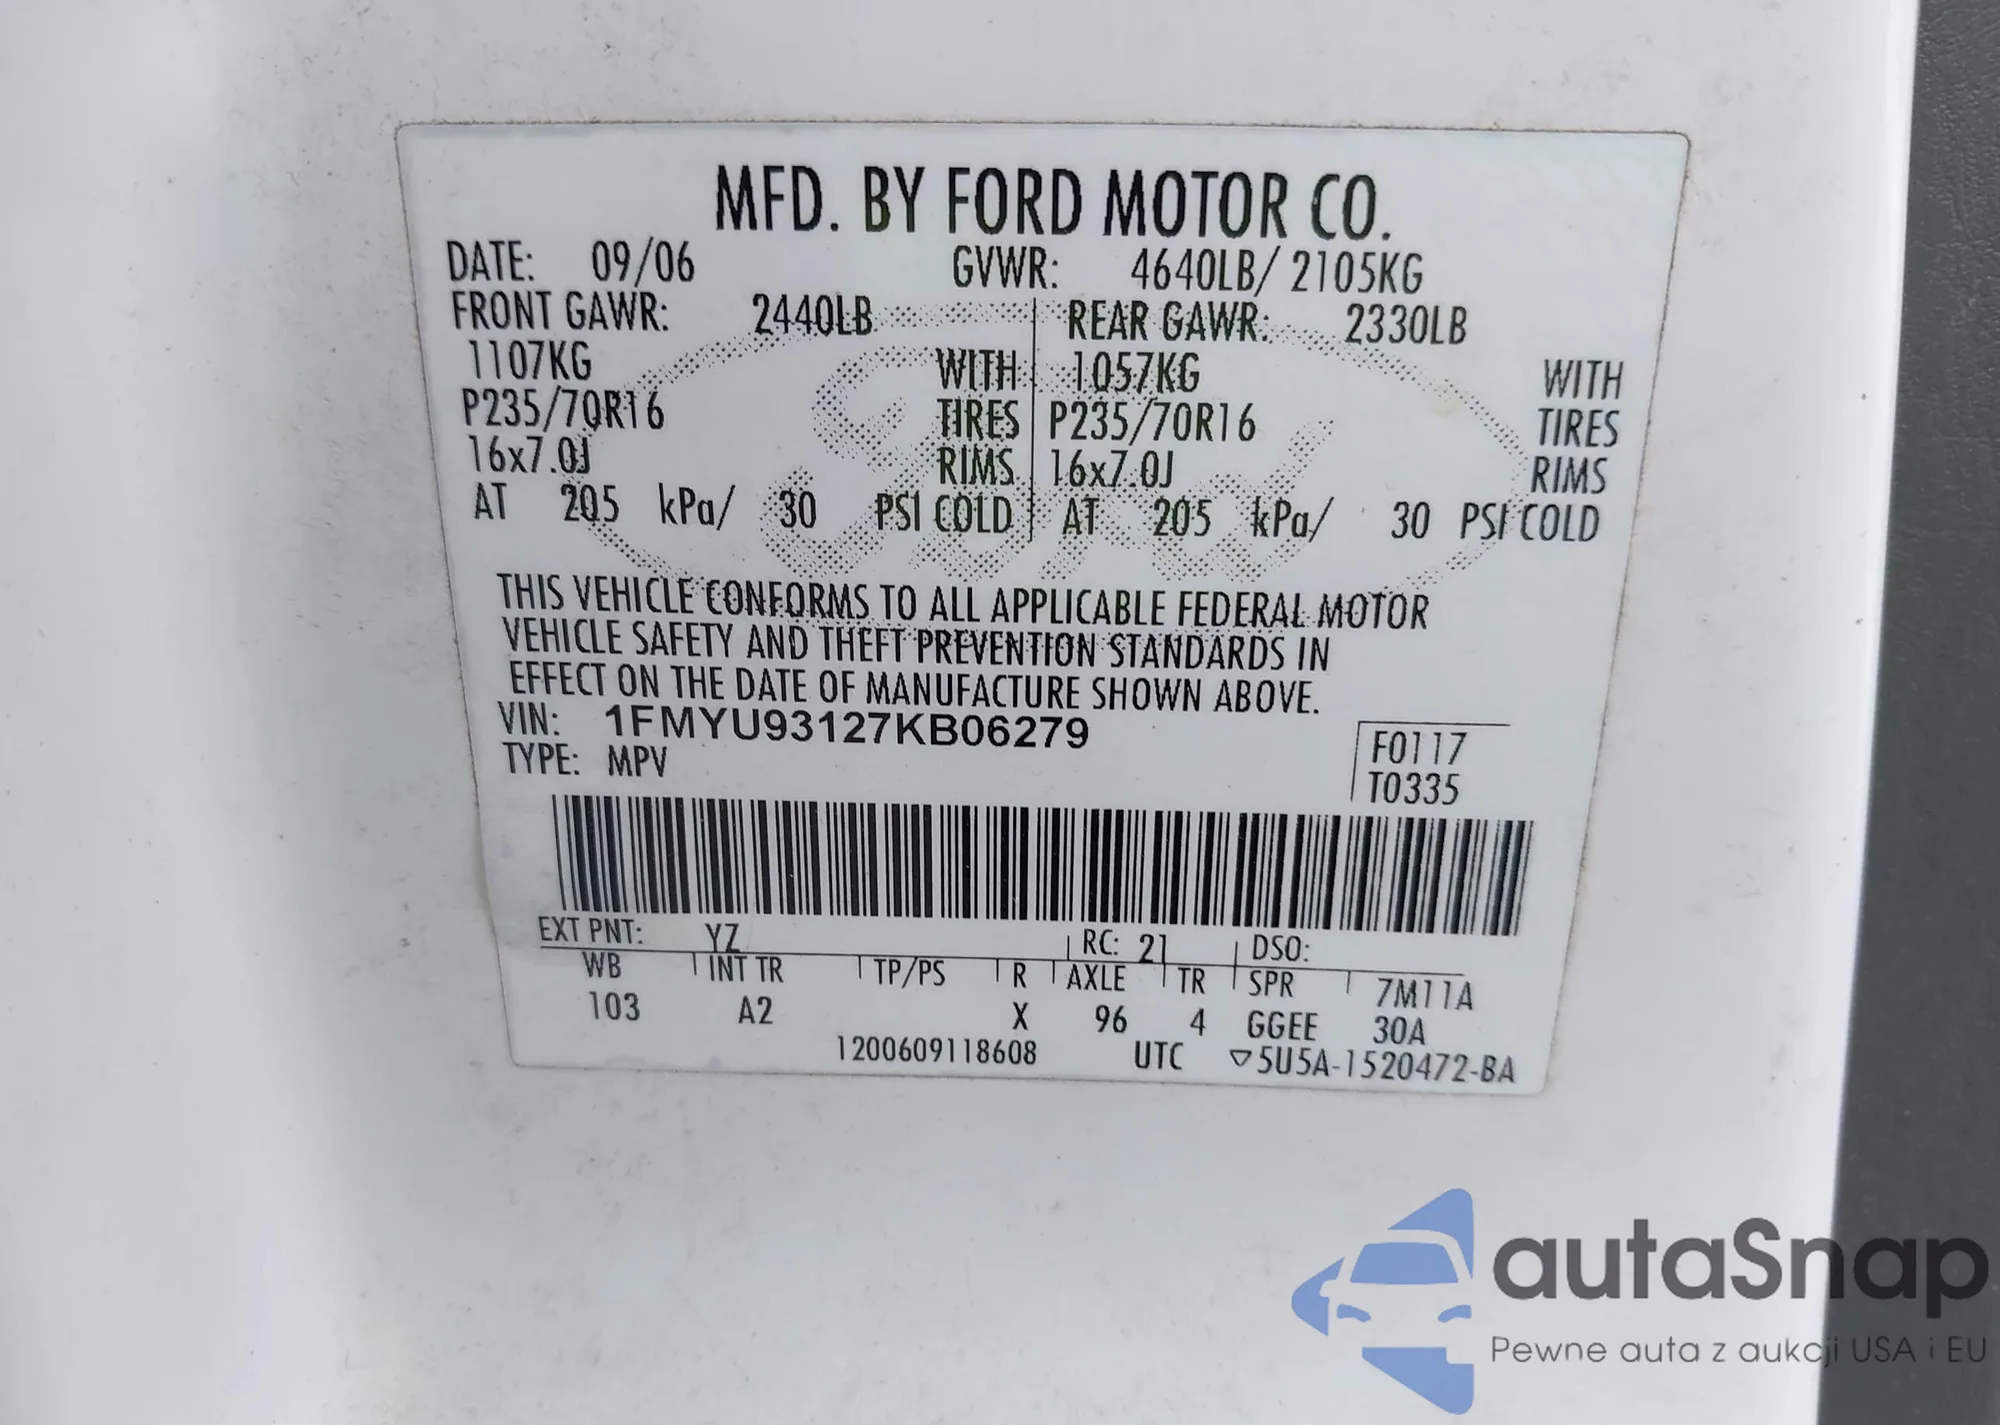 MFD. BY FORD MOTOR CO.
DATE: 09/06 GVWR: 4640LB/ 2105KG
FRONT GAWR: 2440LB REAR GAWR: 2330LB
1107KG WITH 1057KG WITH
P235/70R16 TIRES P235/70R16 TIRES
16x7.0J RIMS 16x7.0J RIMS
AT 205 kPa/ 30 PSI COLD AT 205 kPa/ 30 PSI COLD
THIS VEHICLE CONFORMS TO ALL APPLICABLE FEDERAL MOTOR
VEHICLE SAFETY AND THEFT PREVENTION STANDARDS IN
EFFECT ON THE DATE OF MANUFACTURE SHOWN ABOVE.
VIN: 1FMYU93127KB06279
TYPE: MPV
F0117
T0335
EXT PNT: YZ RC: 21 DSO:
WB INT TR TP/PS R AXLE TR SPR 7M11A
103 A2 X 96 4 GGEE 30A
1200609118608 UTC ▽5U5A-1520472-BA
Ford
autaSnap
Pewne auta z aukcji USA i EU